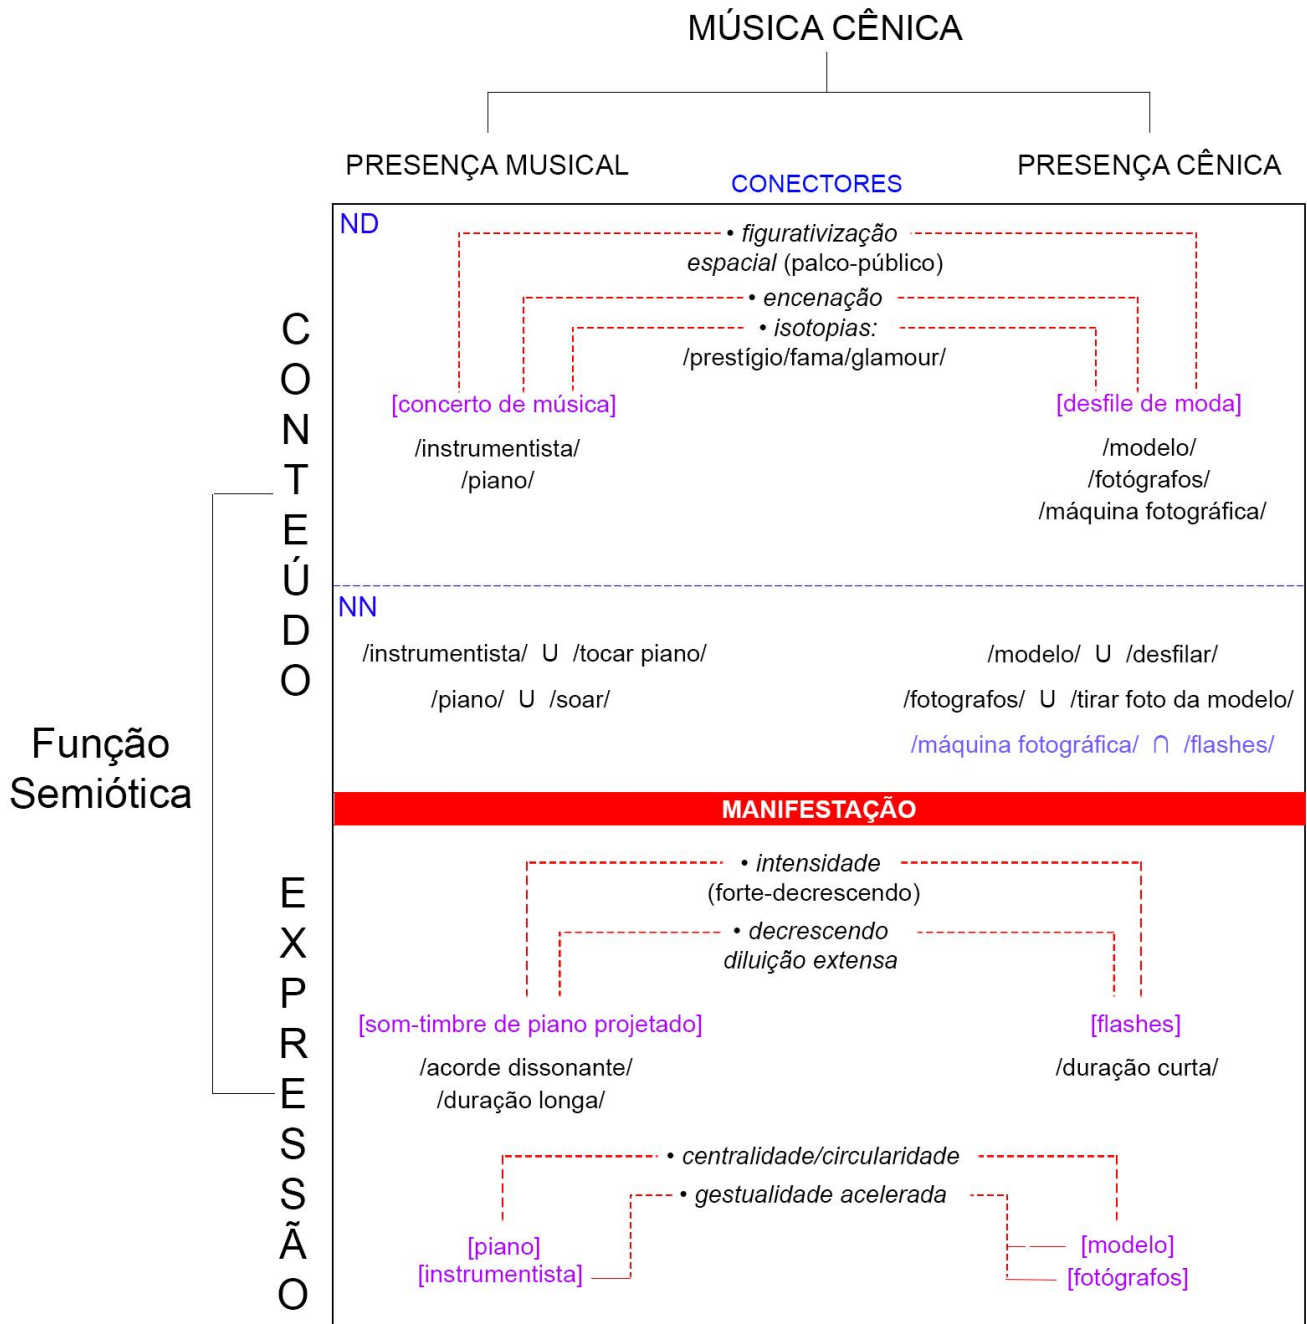 MÚSICA CÊNICA
PRESENÇA MUSICAL
PRESENÇA CÊNICA
CONECTORES
ND
• figurativização
espacial (palco-público)
• encenação
• isotopias:
/prestígio/fama/glamour/
[concerto de música]
[desfile de moda]
/instrumentista/
/piano/
/modelo/
/fotógrafos/
/máquina fotográfica/
CONTEÚDO
NN
/instrumentista/ U /tocar piano/
/modelo/ U /desfilar/
/piano/ U /soar/
/fotografos/ U /tirar foto da modelo/
/máquina fotográfica/ ∩ /flashes/
Função
Semiótica
MANIFESTAÇÃO
EXPRESSÃO
• intensidade
(forte-decrescendo)
• decrescendo
diluição extensa
[som-timbre de piano projetado]
[flashes]
/acorde dissonante/
/duração longa/
/duração curta/
• centralidade/circularidade
• gestualidade acelerada
[piano]
[instrumentista]
[modelo]
[fotógrafos]